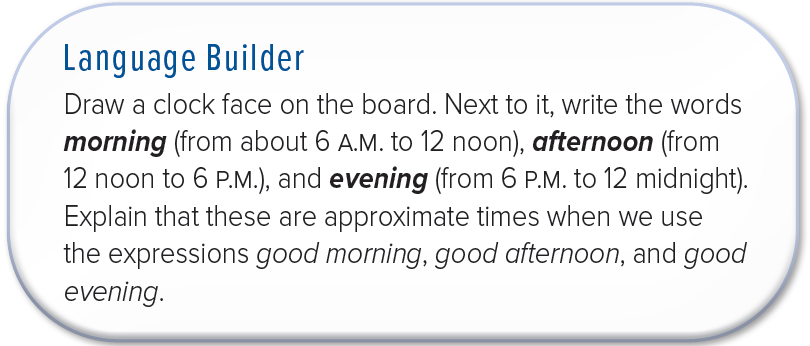 Language Builder
Draw a clock face on the board. Next to it, write the words
morning (from about 6 A.M. to 12 noon), afternoon (from
12 noon to 6 P.M.), and evening (from 6 P.M. to 12 midnight).
Explain that these are approximate times when we use
the expressions good morning, good afternoon, and good
evening.